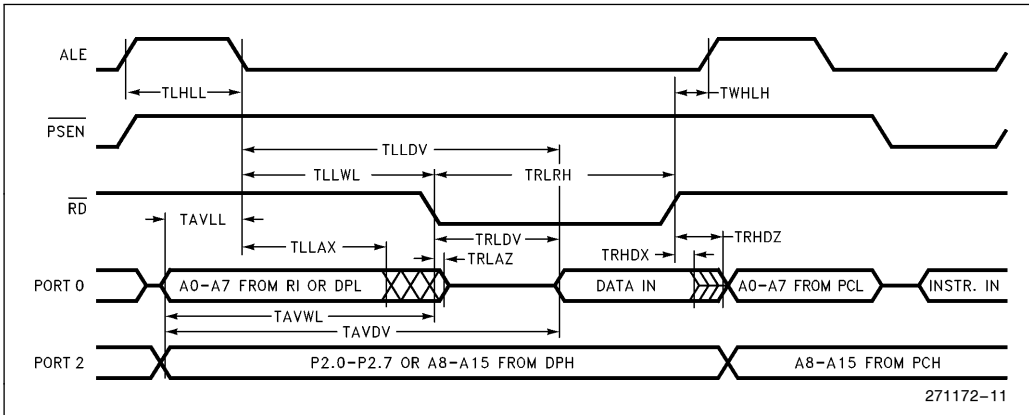 ALE
TLHLL
TWHLH
PSEN
TLLDV
TLLWL
TRLRH
RD
TAVLL
TLLAX
TRLDV
TRLAZ
TRHDX
TRHDZ
PORT 0
A0–A7 FROM RI OR DPL
DATA IN
A0–A7 FROM PCL
INSTR. IN
TAVWL
TAVDV
PORT 2
P2.0–P2.7 OR A8–A15 FROM DPH
A8–A15 FROM PCH
271172–11